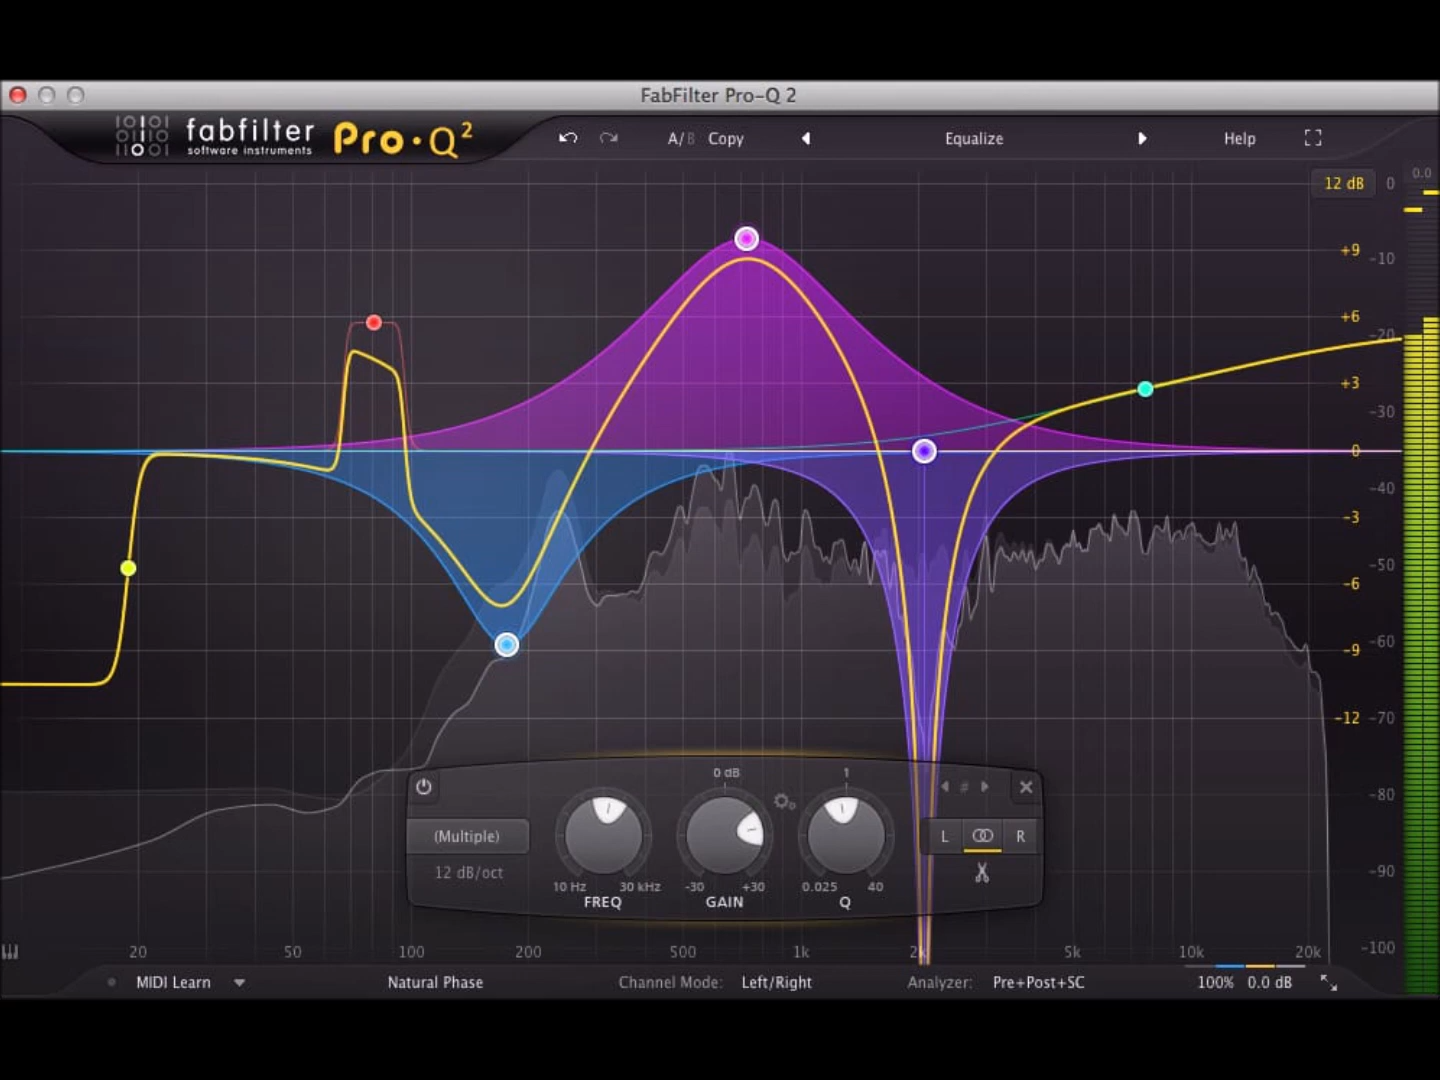 FabFilter Pro-Q 2
fabfilter
software instruments
Pro·Q²
A/B Copy
Equalize
Help
12 dB 0 0.0
+9 -10
+6 -20
+3 -30
0 -40
-3 -50
-6 -60
-9 -70
-12 -80
-90
-100
0 dB 1
#
(Multiple)
L R
12 dB/oct
10 Hz 30 kHz -30 +30 0.025 40
FREQ GAIN Q
20 50 100 200 500 1k 2k 5k 10k 20k
MIDI Learn Natural Phase Channel Mode: Left/Right Analyzer: Pre+Post+SC 100% 0.0 dB